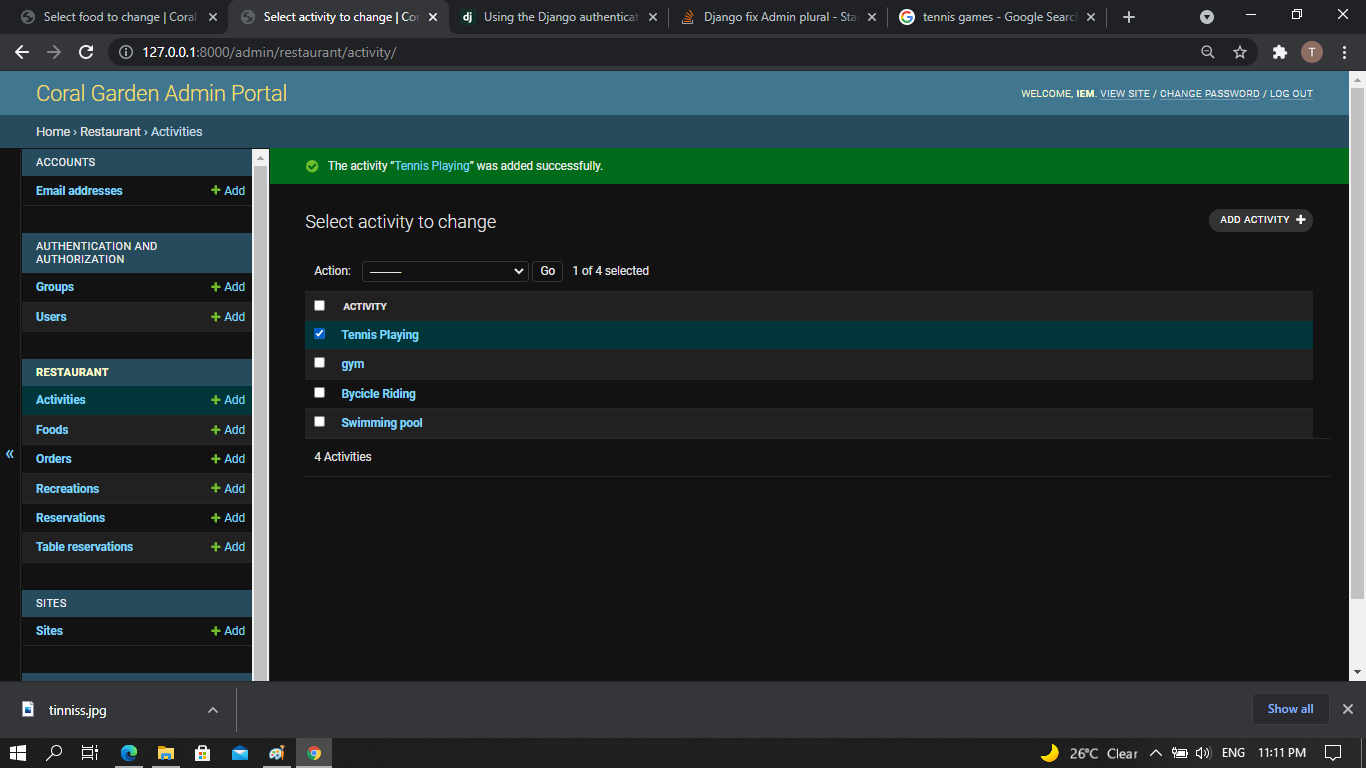 Select food to change | Coral
Select activity to change | Cor
Using the Django authenticat
Django fix Admin plural - Sta
tennis games - Google Search
127.0.0.1:8000/admin/restaurant/activity/
T
Coral Garden Admin Portal
WELCOME, IEM. VIEW SITE / CHANGE PASSWORD / LOG OUT
Home › Restaurant › Activities
ACCOUNTS
Email addresses + Add
AUTHENTICATION AND
AUTHORIZATION
Groups + Add
Users + Add
RESTAURANT
Activities + Add
Foods + Add
Orders + Add
Recreations + Add
Reservations + Add
Table reservations + Add
SITES
Sites + Add
«
The activity “Tennis Playing” was added successfully.
Select activity to change
ADD ACTIVITY +
Action: --------- Go 1 of 4 selected
ACTIVITY
Tennis Playing
gym
Bycicle Riding
Swimming pool
4 Activities
tinniss.jpg
Show all
26°C Clear ENG 11:11 PM